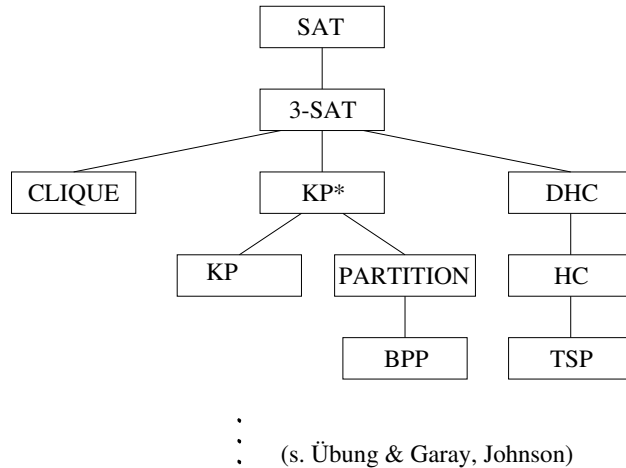 SAT
3-SAT
CLIQUE KP* DHC
KP PARTITION HC
BPP TSP
(s. Übung & Garay, Johnson)